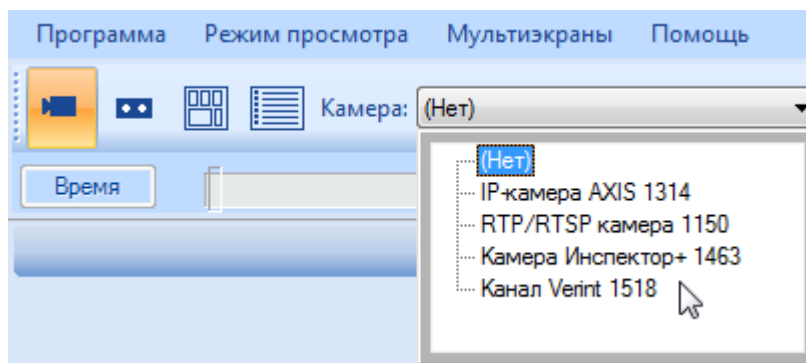 Программа Режим просмотра Мультиэкраны Помощь
Камера: (Нет)
(Нет)
Время
IP-камера AXIS 1314
RTP/RTSP камера 1150
Камера Инспектор+ 1463
Канал Verint 1518